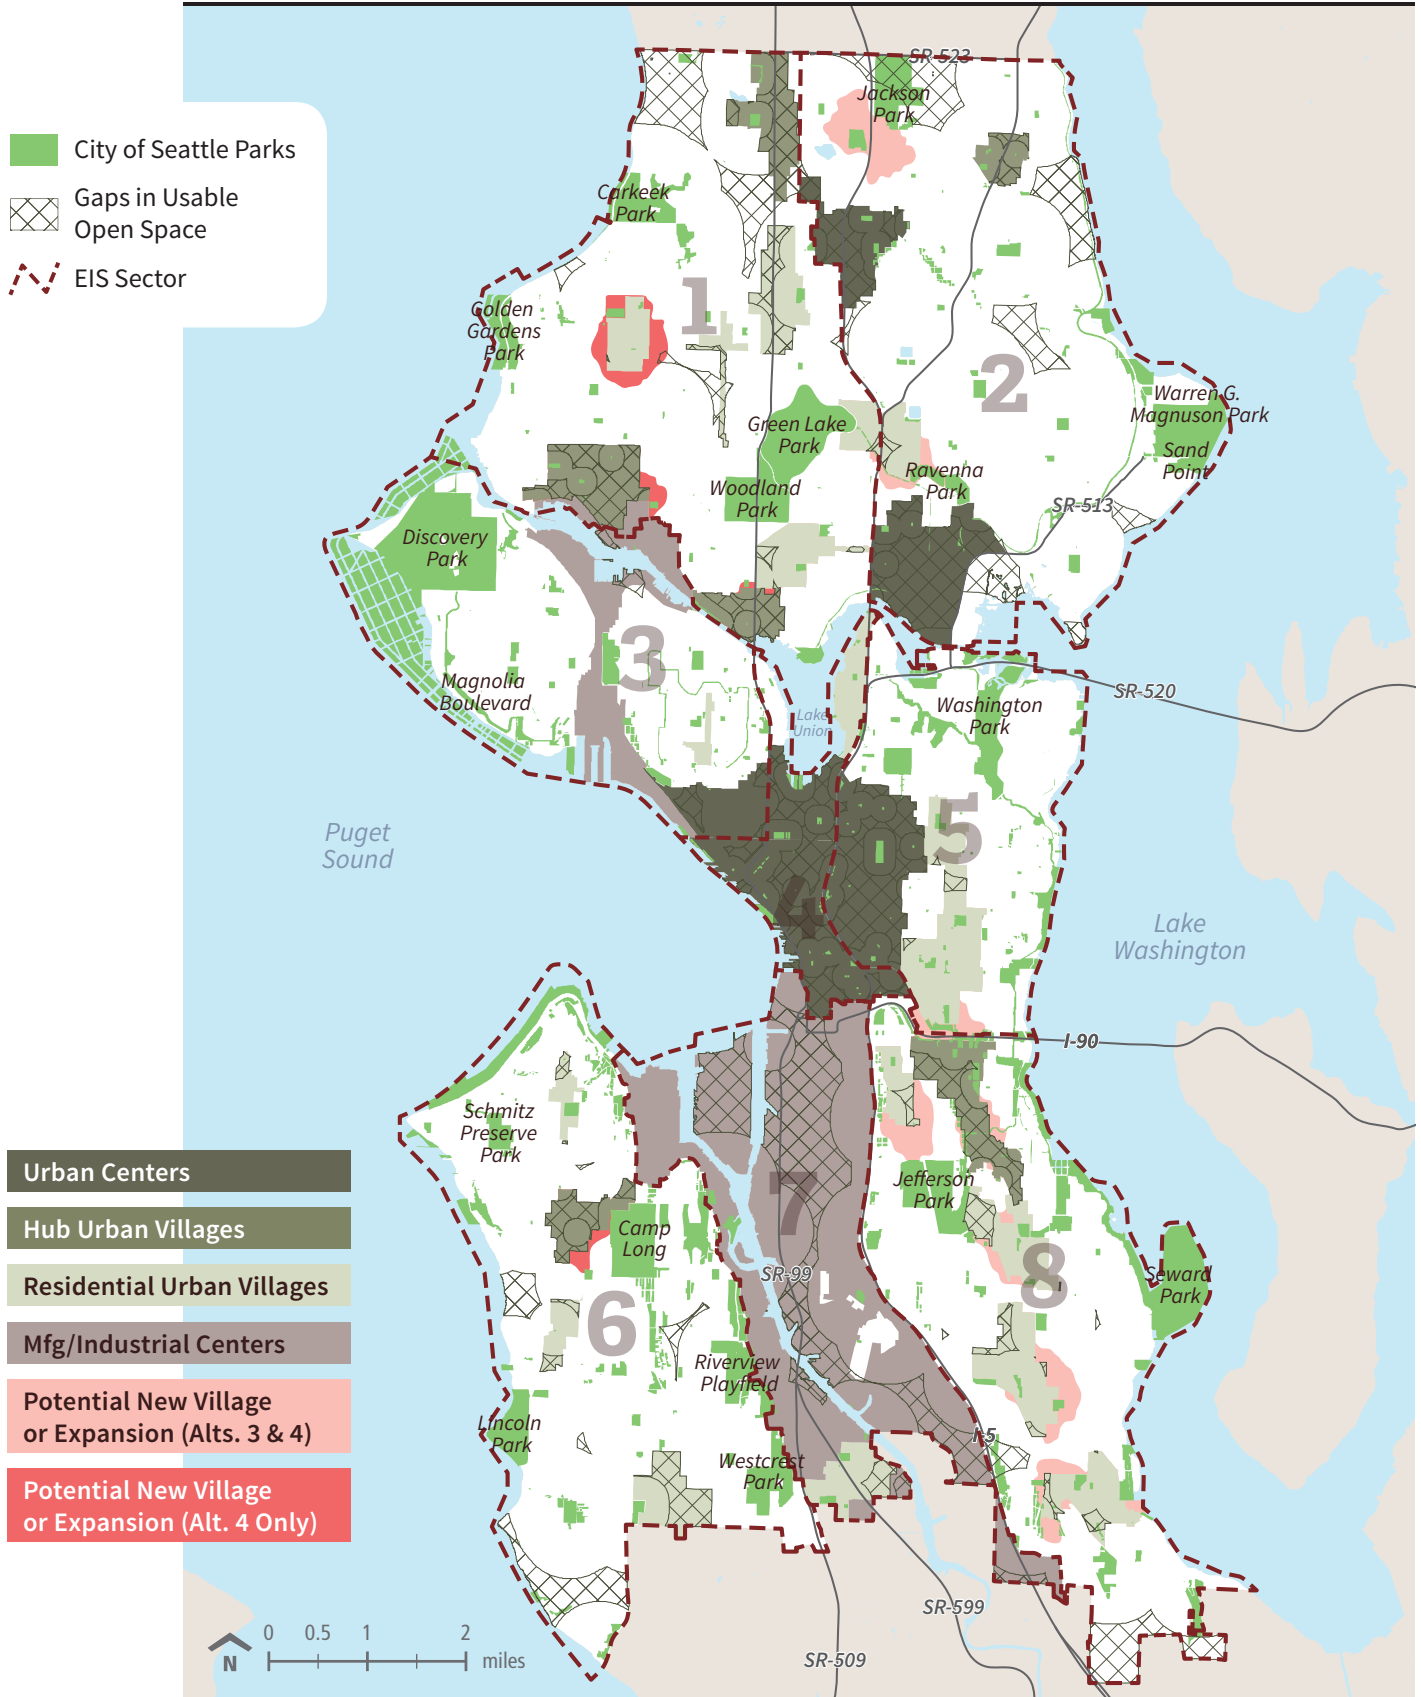 City of Seattle Parks
Gaps in Usable
Open Space
EIS Sector
SR-523
Jackson
Park
Carkeek
Park
1
Golden
Gardens
Park
2
Warren G.
Magnuson Park
Sand
Point
Green Lake
Park
Ravenna
Park
Woodland
Park
SR-513
Discovery
Park
3
Magnolia
Boulevard
SR-520
Washington
Park
Lake
Union
5
Puget
Sound
4
Lake
Washington
I-90
Schmitz
Preserve
Park
Urban Centers
Hub Urban Villages
Residential Urban Villages
Mfg/Industrial Centers
Potential New Village
or Expansion (Alts. 3 & 4)
Potential New Village
or Expansion (Alt. 4 Only)
Jefferson
Park
7
Camp
Long
SR-99
8
Seward
Park
6
Riverview
Playfield
Lincoln
Park
I-5
Westcrest
Park
SR-599
SR-509
N
0 0.5 1 2
miles